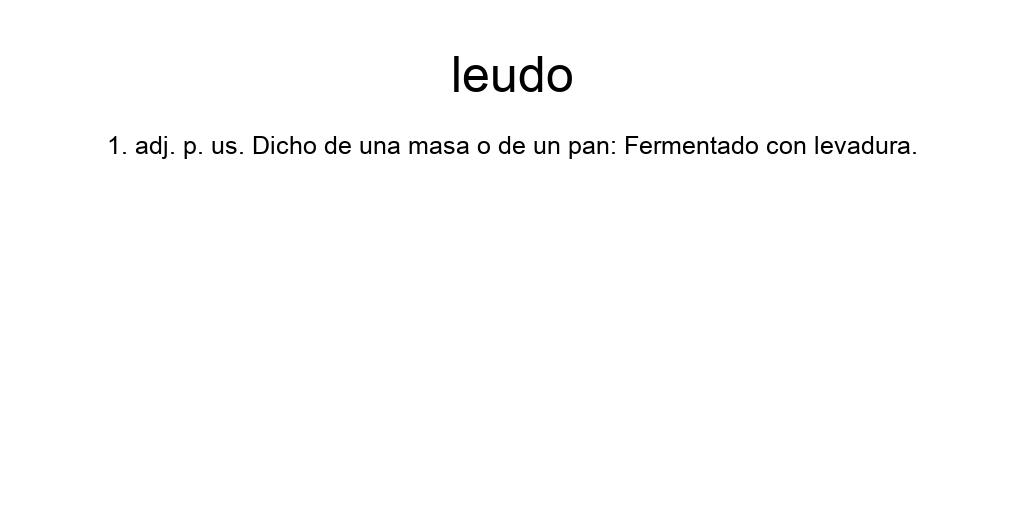 leudo
1. adj. p. us. Dicho de una masa o de un pan: Fermentado con levadura.